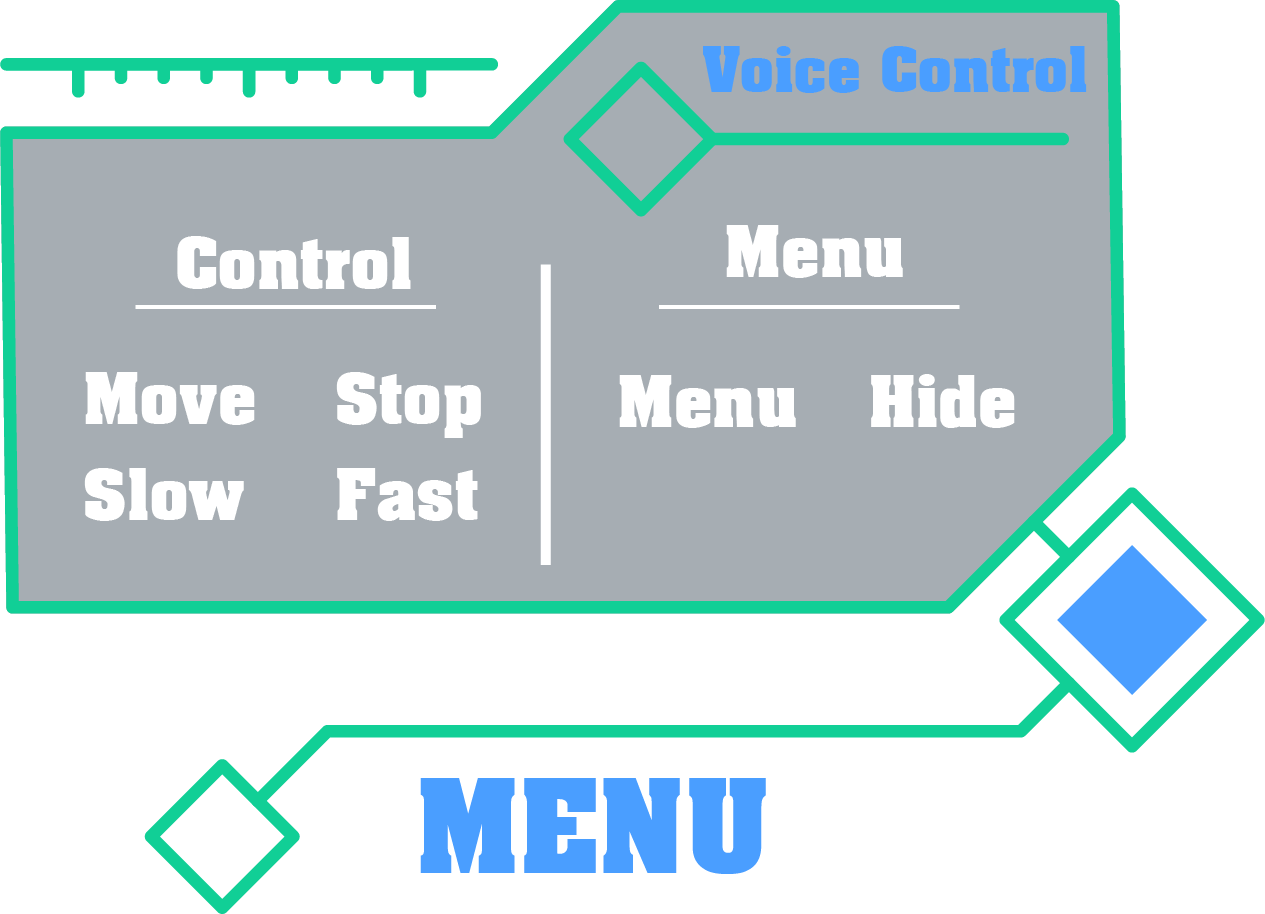 Voice Control
Control
Move Stop
Slow Fast
Menu
Menu Hide
MENU